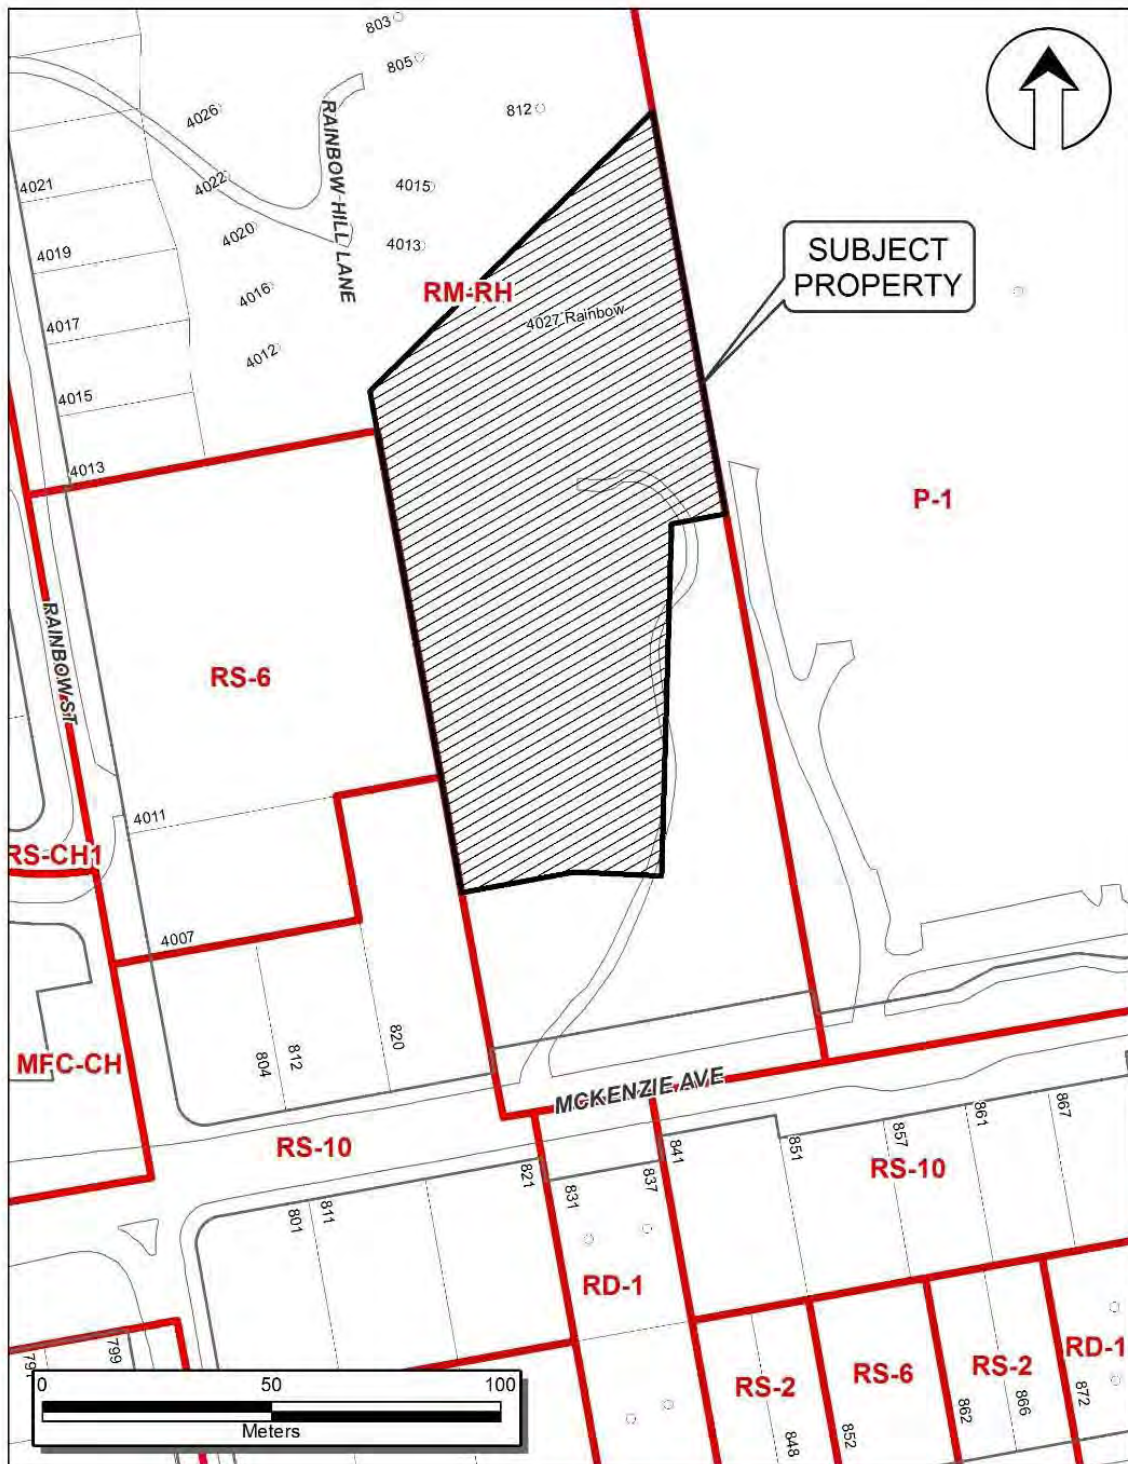 803
805
812
4026
RAINBOW HILL LANE
4022
4015
4021
4020
4013
SUBJECT
PROPERTY
4019
4016
RM-RH
4027 Rainbow
4017
4012
4015
4013
P-1
RAINBOW ST
RS-6
4011
RS-CH1
4007
MFC-CH
804
812
820
MCKENZIE AVE
RS-10
821
831
837
841
851
857
861
867
RS-10
801
811
RD-1
799
RS-2
RS-6
RS-2
RD-1
848
852
862
866
872
0 50 100
Meters